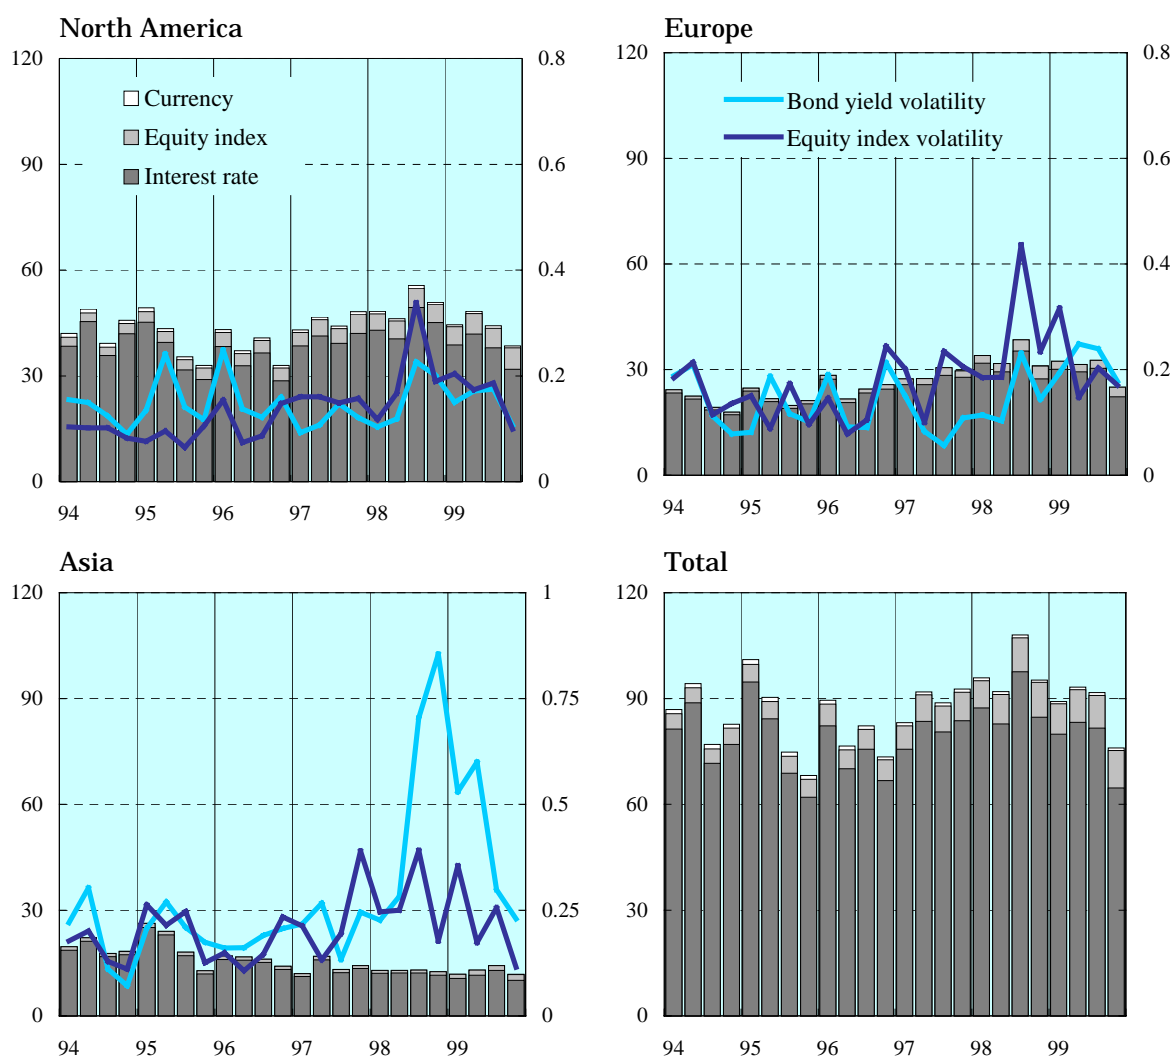 North America
120
0.8
Currency
Equity index
Interest rate
90
0.6
60
0.4
30
0.2
0
0
94 95 96 97 98 99
Europe
120
0.8
Bond yield volatility
Equity index volatility
90
0.6
60
0.4
30
0.2
0
0
94 95 96 97 98 99
Asia
120
1
90
0.75
60
0.5
30
0.25
0
0
94 95 96 97 98 99
Total
120
90
60
30
0
94 95 96 97 98 99